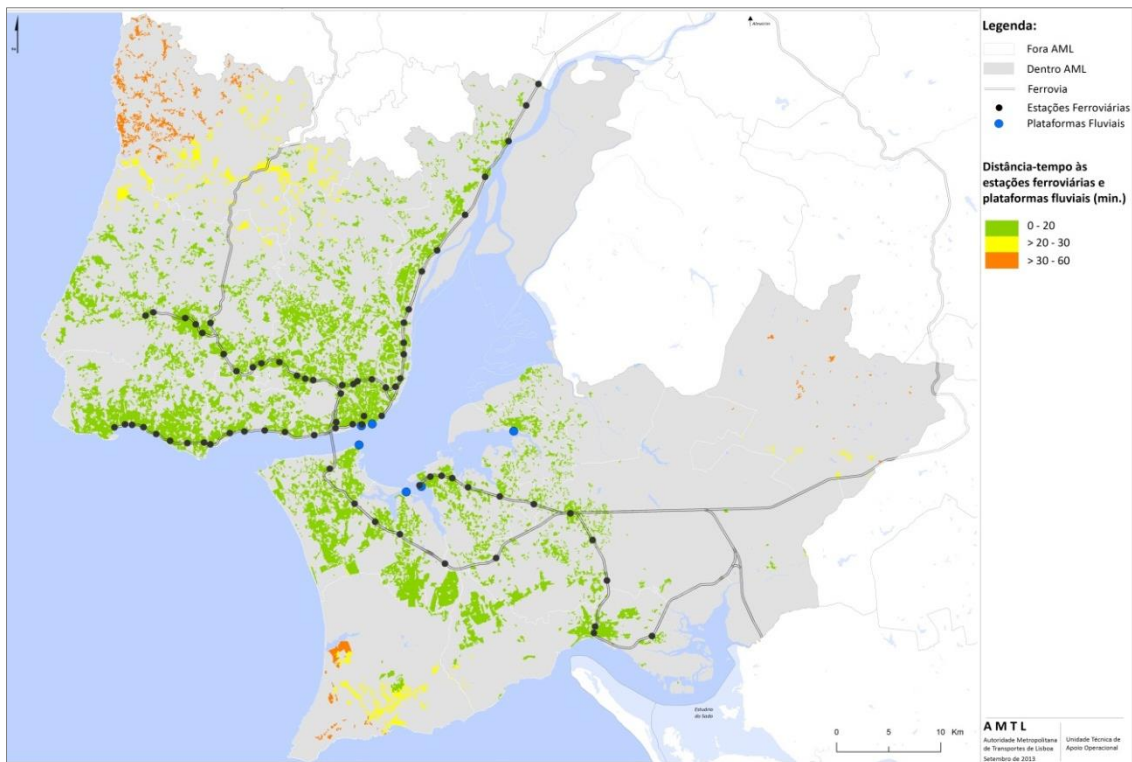 Legenda:
Fora AML
Dentro AML
Ferrovia
Estações Ferroviárias
Plataformas Fluviais
Distância-tempo às
estações ferroviárias e
plataformas fluviais (min.)
0 - 20
> 20 - 30
> 30 - 60
Estuário
do Sado
0 5 10 Km
AMTL
Autoridade Metropolitana
de Transportes de Lisboa
Setembro de 2013
Unidade Técnica de
Apoio Operacional